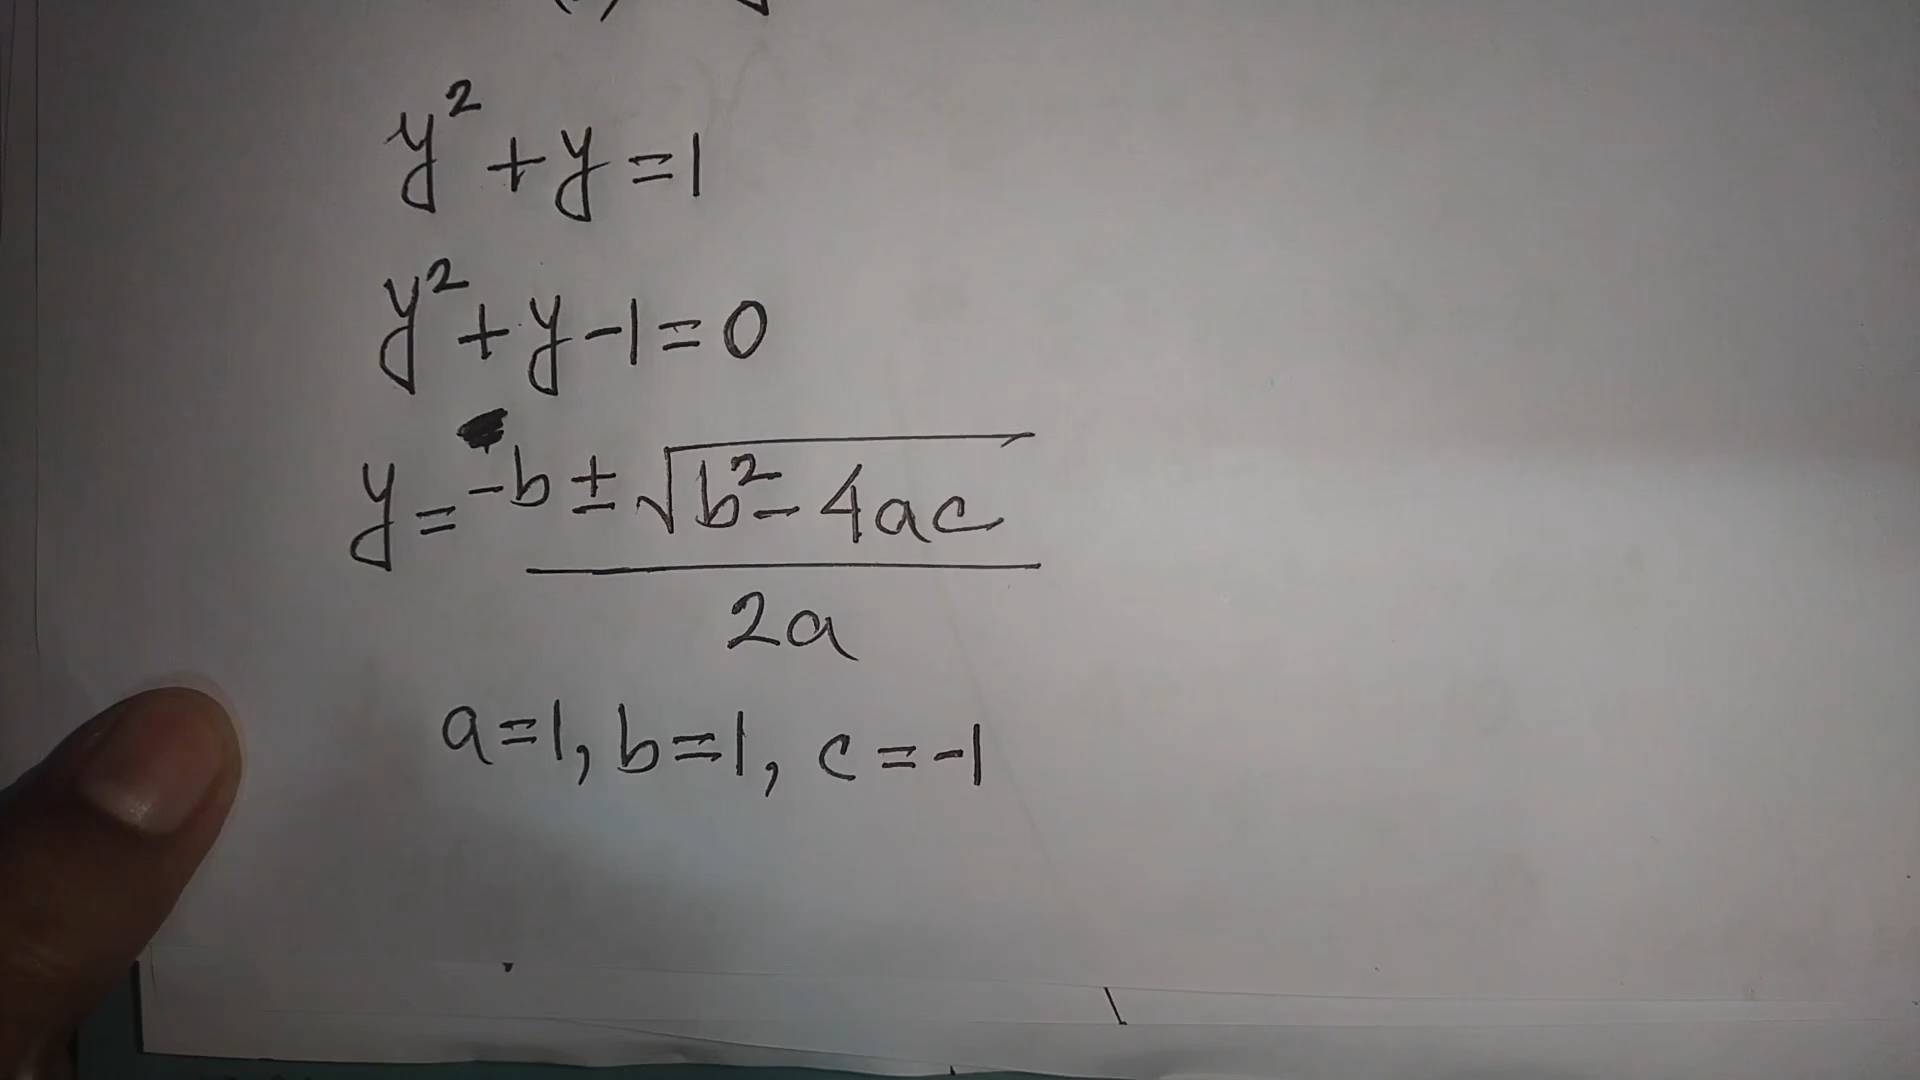 y² + y = 1
y² + y - 1 = 0
y = -b ± √(b² - 4ac)
2a
a = 1, b = 1, c = -1